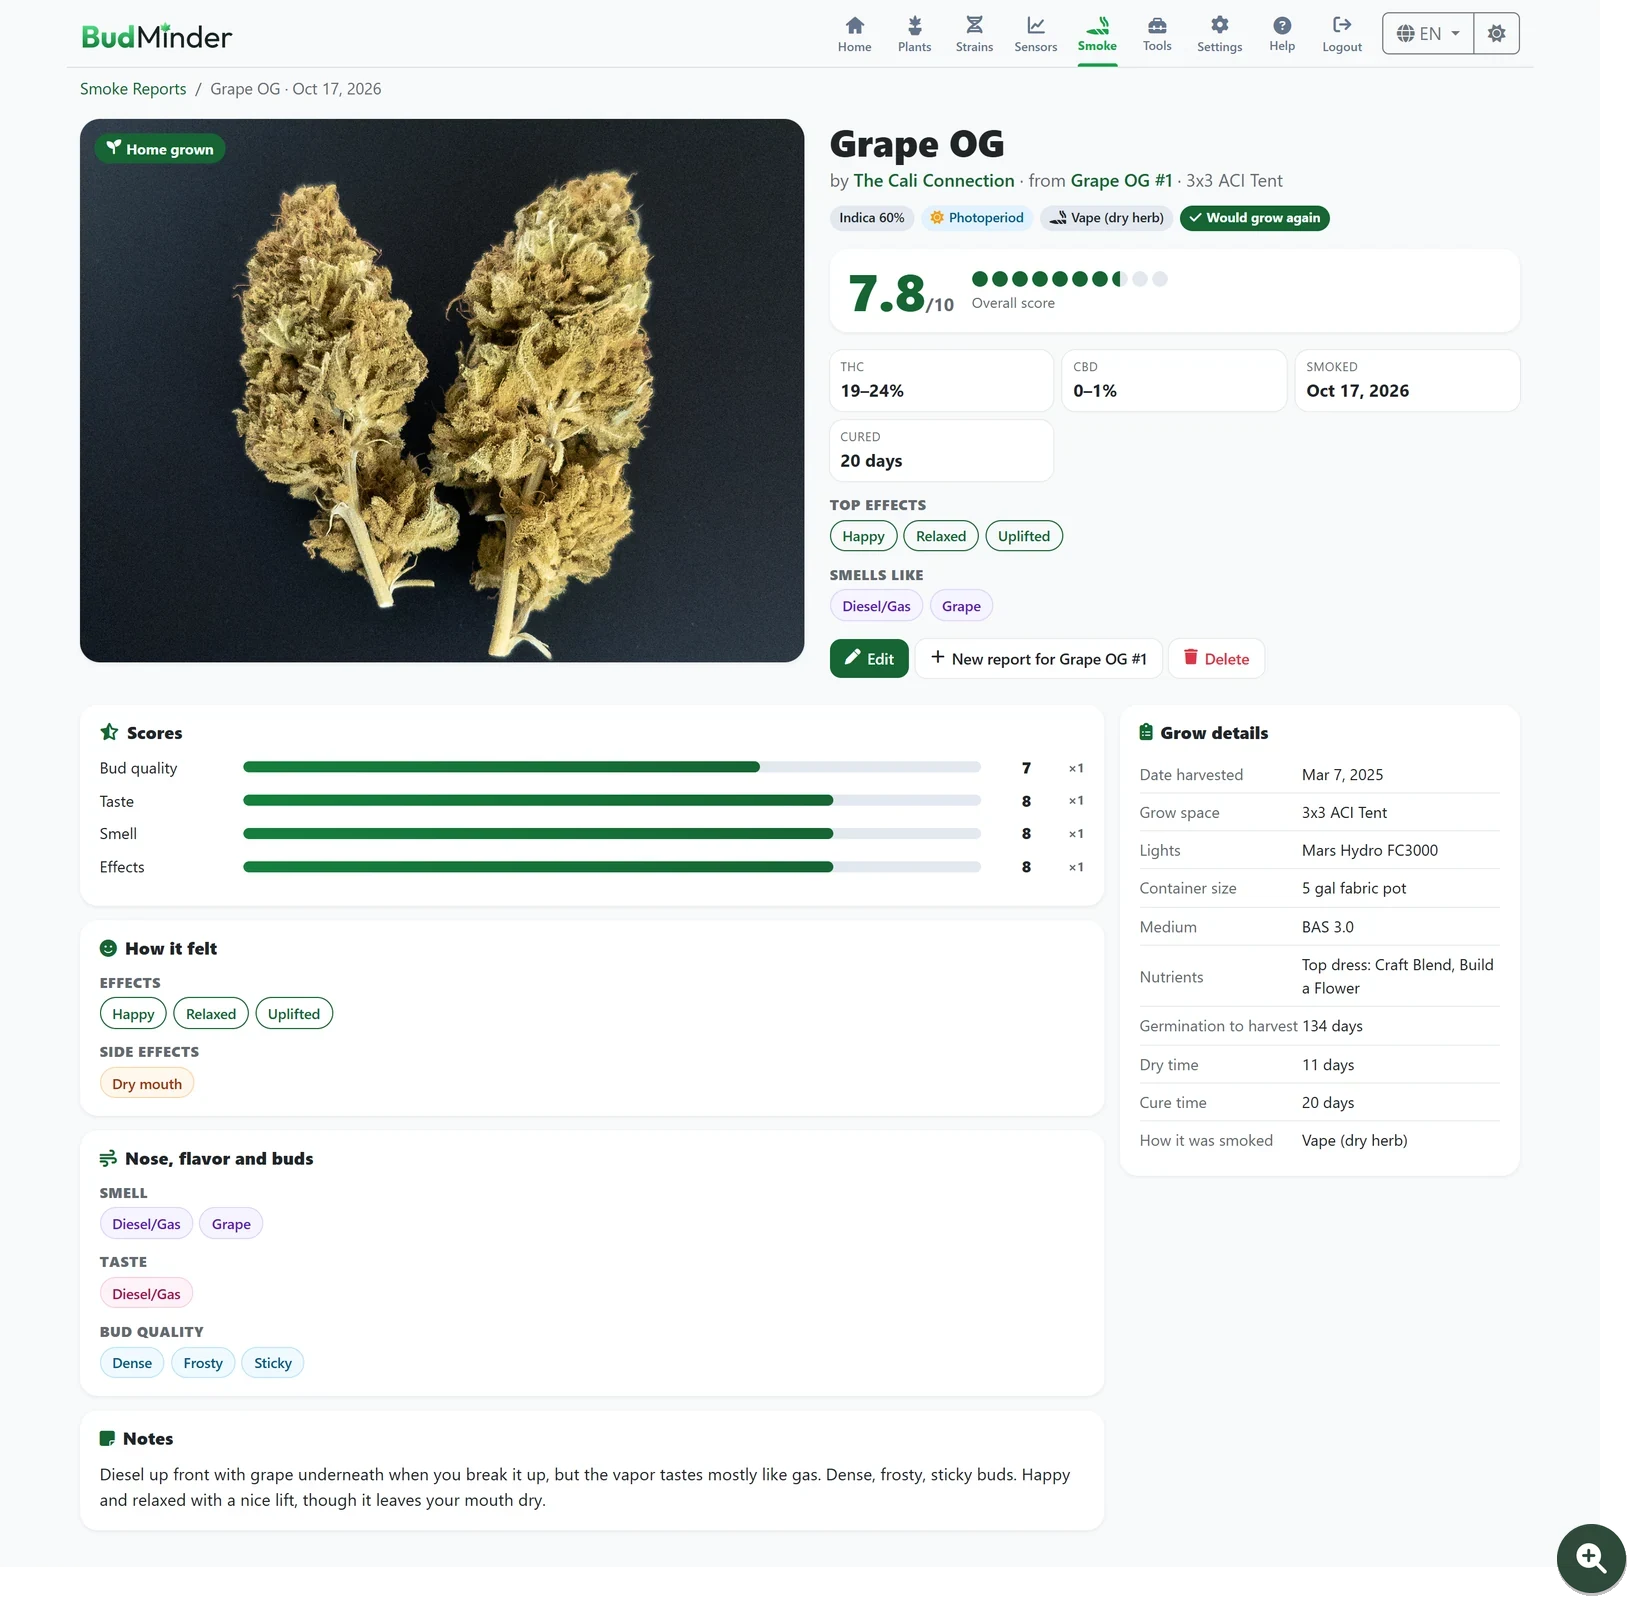 BudMinder
Home
Plants
Strains
Sensors
Smoke
Tools
Settings
Help
Logout
EN
Smoke Reports / Grape OG · Oct 17, 2026
Home grown
Grape OG
by The Cali Connection · from Grape OG #1 · 3x3 ACI Tent
Indica 60%
Photoperiod
Vape (dry herb)
Would grow again
7.8/10
Overall score
THC
19–24%
CBD
0–1%
SMOKED
Oct 17, 2026
CURED
20 days
TOP EFFECTS
Happy
Relaxed
Uplifted
SMELLS LIKE
Diesel/Gas
Grape
Edit
New report for Grape OG #1
Delete
Scores
Bud quality 7 ×1
Taste 8 ×1
Smell 8 ×1
Effects 8 ×1
How it felt
EFFECTS
Happy
Relaxed
Uplifted
SIDE EFFECTS
Dry mouth
Nose, flavor and buds
SMELL
Diesel/Gas
Grape
TASTE
Diesel/Gas
BUD QUALITY
Dense
Frosty
Sticky
Notes
Diesel up front with grape underneath when you break it up, but the vapor tastes mostly like gas. Dense, frosty, sticky buds. Happy
and relaxed with a nice lift, though it leaves your mouth dry.
Grow details
Date harvested Mar 7, 2025
Grow space 3x3 ACI Tent
Lights Mars Hydro FC3000
Container size 5 gal fabric pot
Medium BAS 3.0
Nutrients Top dress: Craft Blend, Build
a Flower
Germination to harvest 134 days
Dry time 11 days
Cure time 20 days
How it was smoked Vape (dry herb)